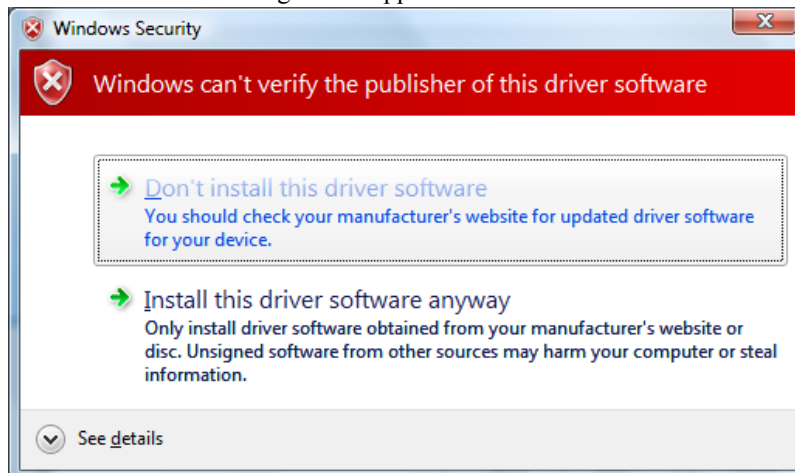 Windows Security
Windows can't verify the publisher of this driver software
Don't install this driver software
You should check your manufacturer's website for updated driver software
for your device.
Install this driver software anyway
Only install driver software obtained from your manufacturer's website or
disc. Unsigned software from other sources may harm your computer or steal
information.
See details